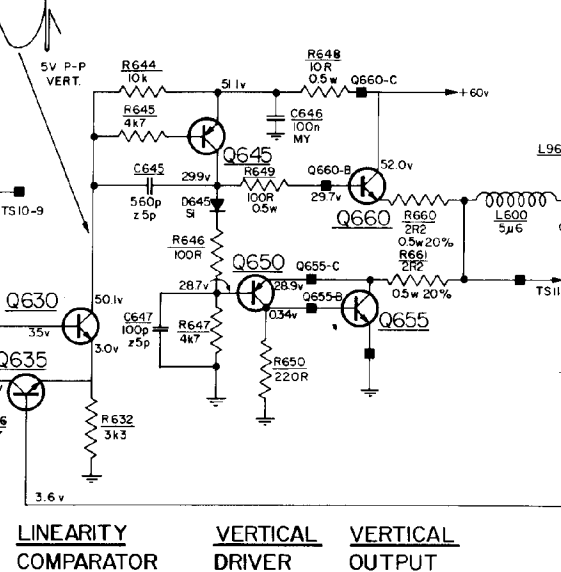 5V P-P
VERT.
R644
10k
R645
4k7
51.1v
R648
10R
0.5w
Q660-C
+60v
C646
100n
MY
Q645
C645
560p
z5p
29.9v
R649
100R
0.5w
Q660-B
29.7v
52.0v
L96
TS10-9
D645
Si
Q660
R660
2R2
0.5w 20%
L600
5µ6
R646
100R
Q650
Q655-C
R661
2R2
0.5w 20%
TS11
28.7v
28.9v
Q655-B
0.34v
Q630
50.1v
35v
3.0v
C647
100p
z5p
R647
4k7
Q655
Q635
R650
220R
R632
3k3
3.6v
LINEARITY
COMPARATOR
VERTICAL
DRIVER
VERTICAL
OUTPUT